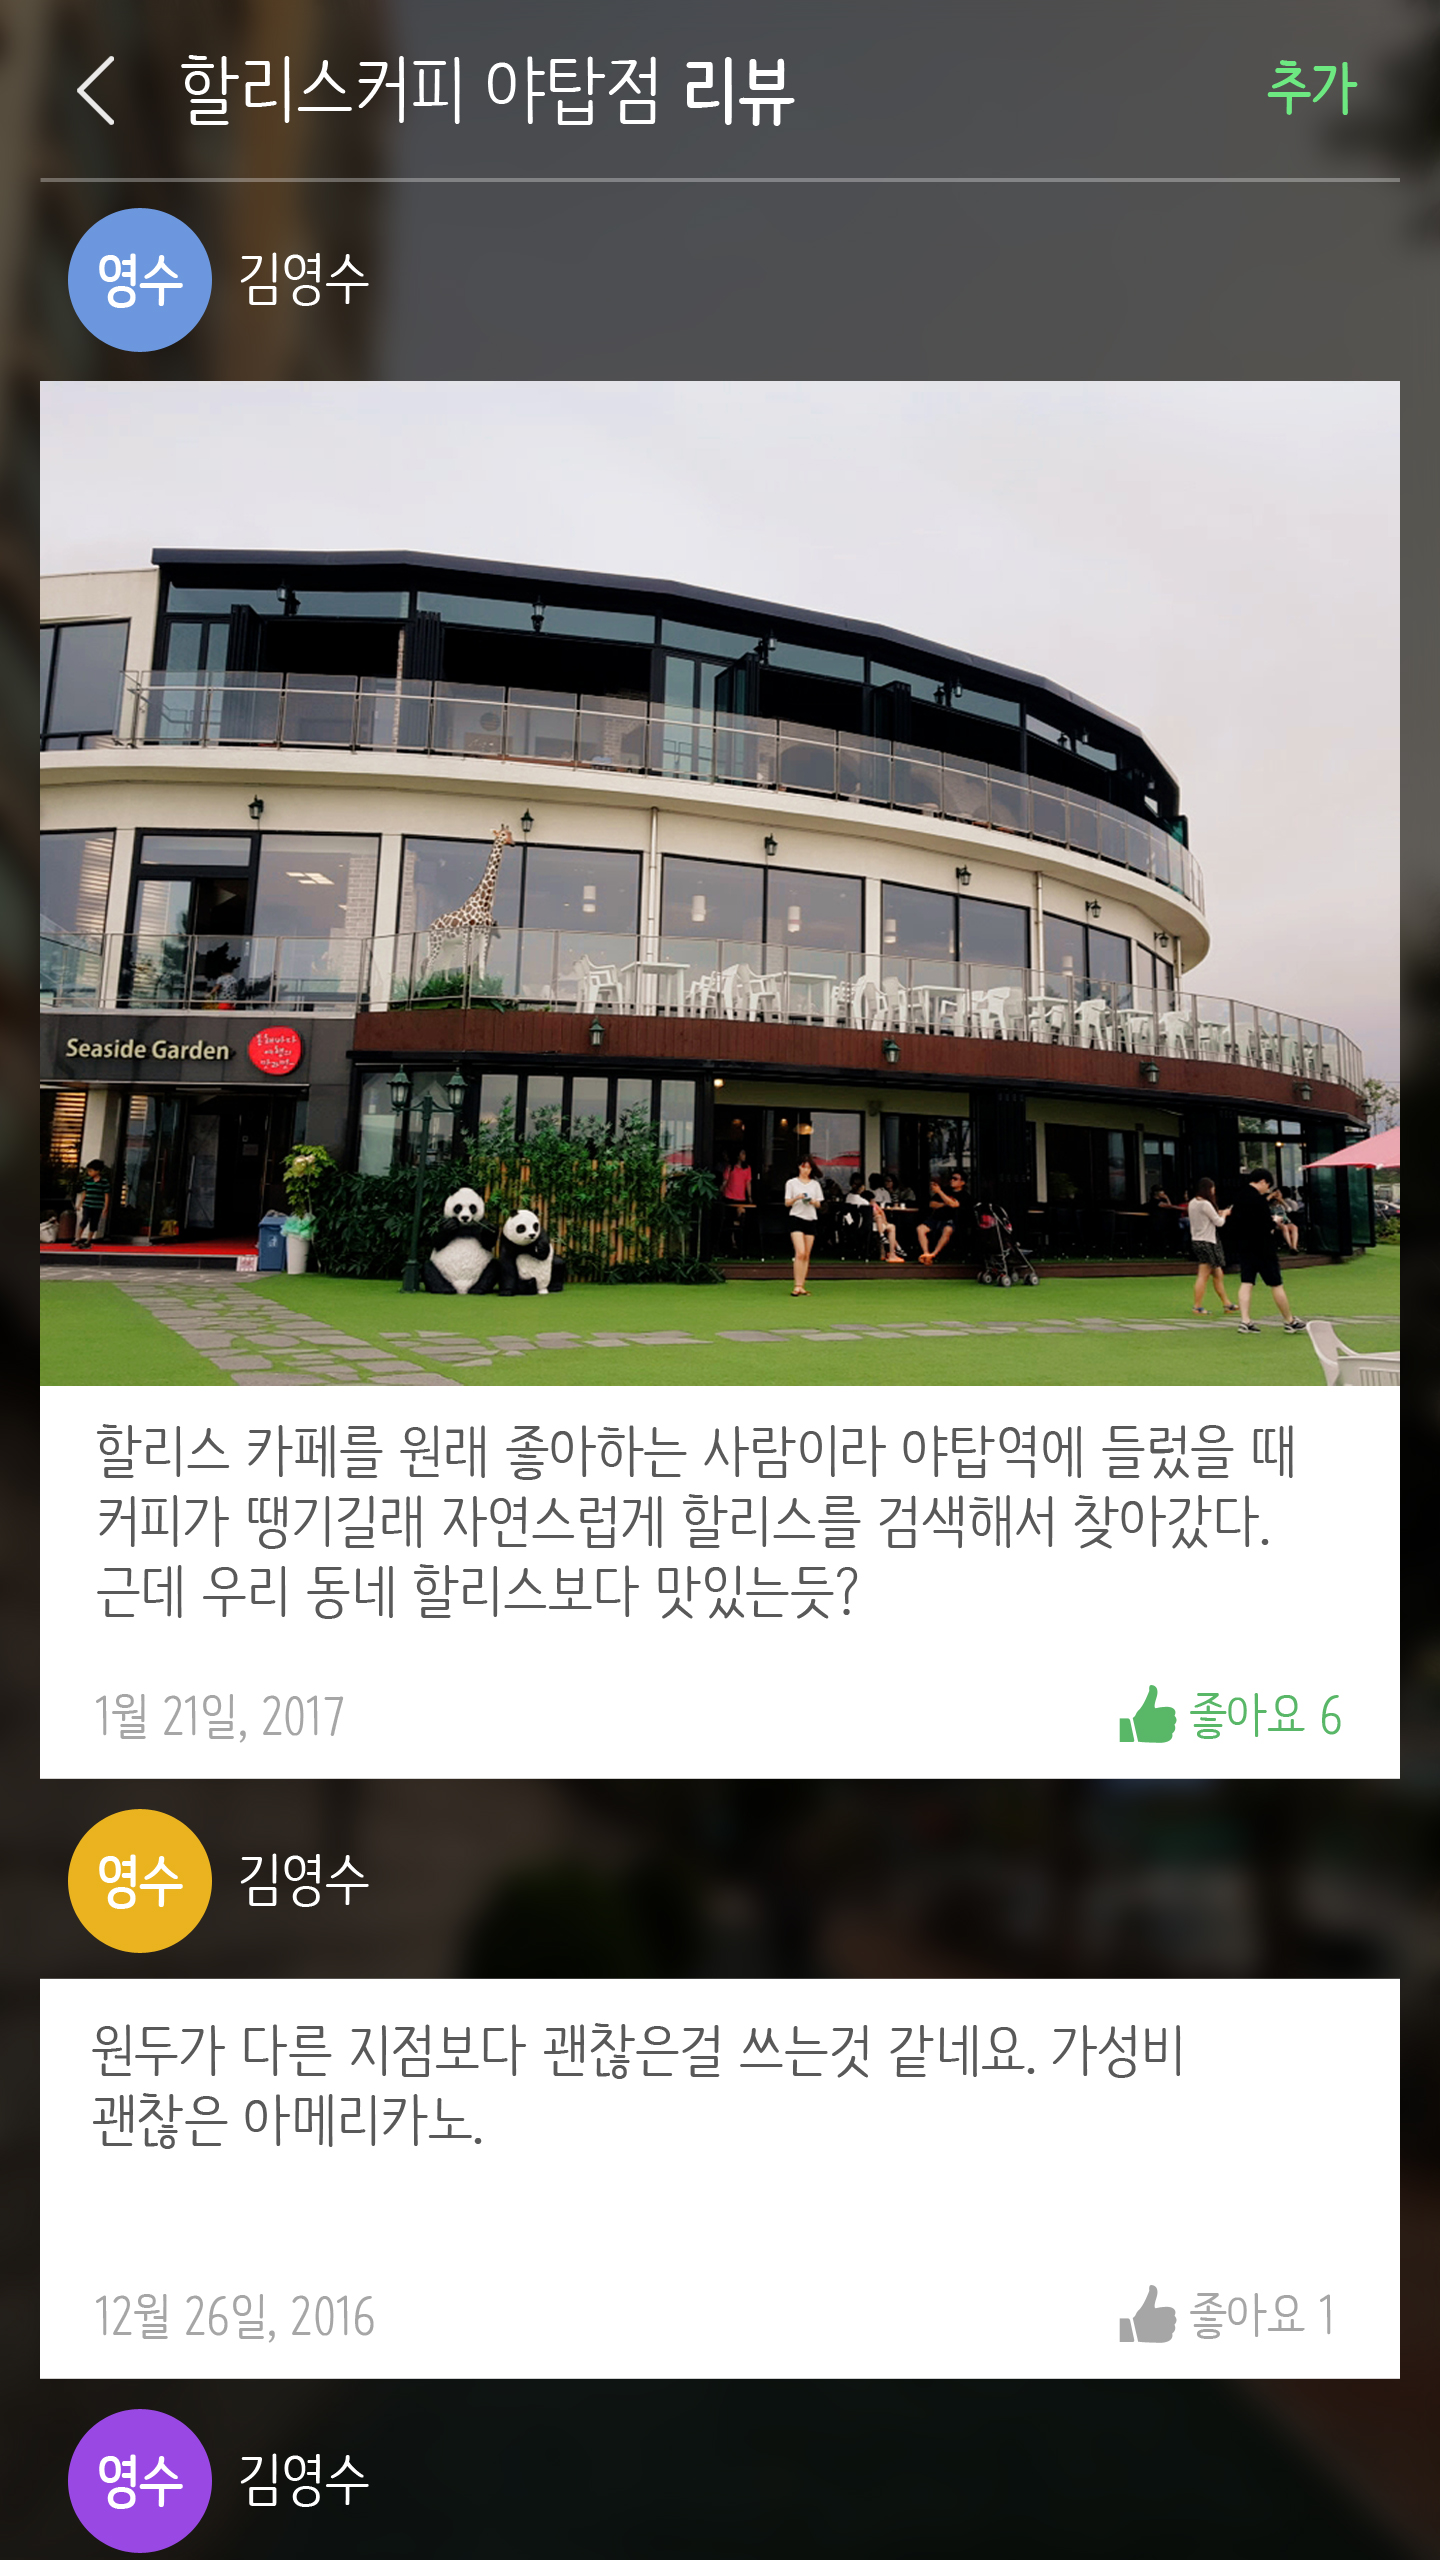 할리스커피 야탑점 리뷰
추가
영수
김영수
Seaside Garden
할리스 카페를 원래 좋아하는 사람이라 야탑역에 들렀을 때
커피가 땡기길래 자연스럽게 할리스를 검색해서 찾아갔다.
근데 우리 동네 할리스보다 맛있는듯?
1월 21일, 2017
좋아요 6
영수
김영수
원두가 다른 지점보다 괜찮은걸 쓰는것 같네요. 가성비
괜찮은 아메리카노.
12월 26일, 2016
좋아요 1
영수
김영수